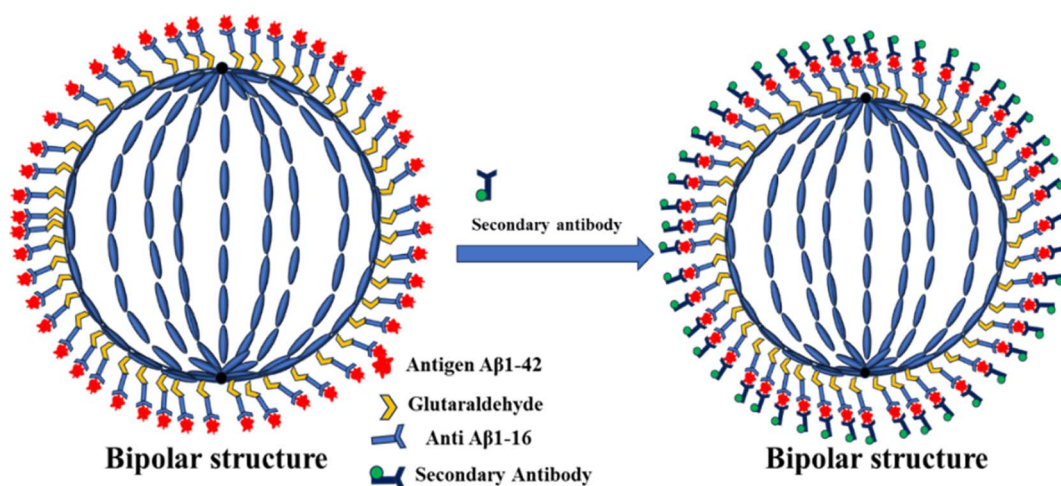 Secondary antibody
Antigen Aβ1-42
Glutaraldehyde
Anti Aβ1-16
Secondary Antibody
Bipolar structure
Bipolar structure